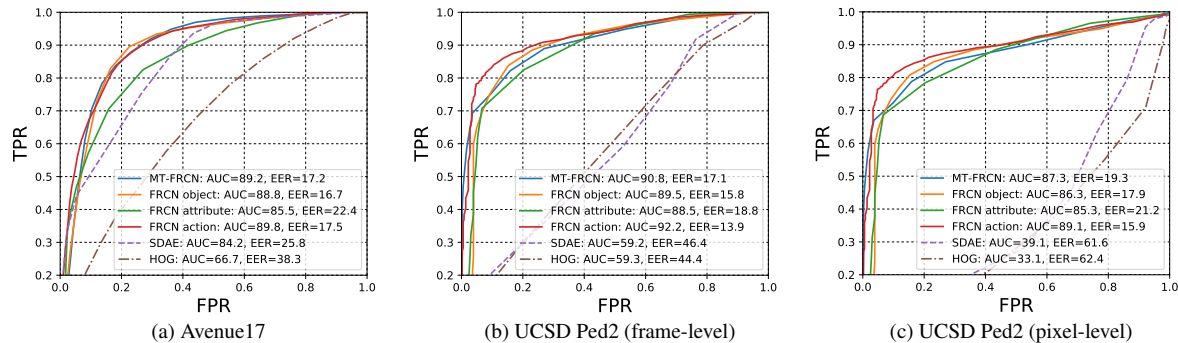 1.0
0.9
0.8
0.7
0.6
0.5
0.4
0.3
0.2
TPR
MT-FRCN: AUC=89.2, EER=17.2
FRCN object: AUC=88.8, EER=16.7
FRCN attribute: AUC=85.5, EER=22.4
FRCN action: AUC=89.8, EER=17.5
SDAE: AUC=84.2, EER=25.8
HOG: AUC=66.7, EER=38.3
0.0 0.2 0.4 0.6 0.8 1.0
FPR
(a) Avenue17
1.0
0.9
0.8
0.7
0.6
0.5
0.4
0.3
0.2
TPR
MT-FRCN: AUC=90.8, EER=17.1
FRCN object: AUC=89.5, EER=15.8
FRCN attribute: AUC=88.5, EER=18.8
FRCN action: AUC=92.2, EER=13.9
SDAE: AUC=59.2, EER=46.4
HOG: AUC=59.3, EER=44.4
0.0 0.2 0.4 0.6 0.8 1.0
FPR
(b) UCSD Ped2 (frame-level)
1.0
0.9
0.8
0.7
0.6
0.5
0.4
0.3
0.2
TPR
MT-FRCN: AUC=87.3, EER=19.3
FRCN object: AUC=86.3, EER=17.9
FRCN attribute: AUC=85.3, EER=21.2
FRCN action: AUC=89.1, EER=15.9
SDAE: AUC=39.1, EER=61.6
HOG: AUC=33.1, EER=62.4
0.0 0.2 0.4 0.6 0.8 1.0
FPR
(c) UCSD Ped2 (pixel-level)